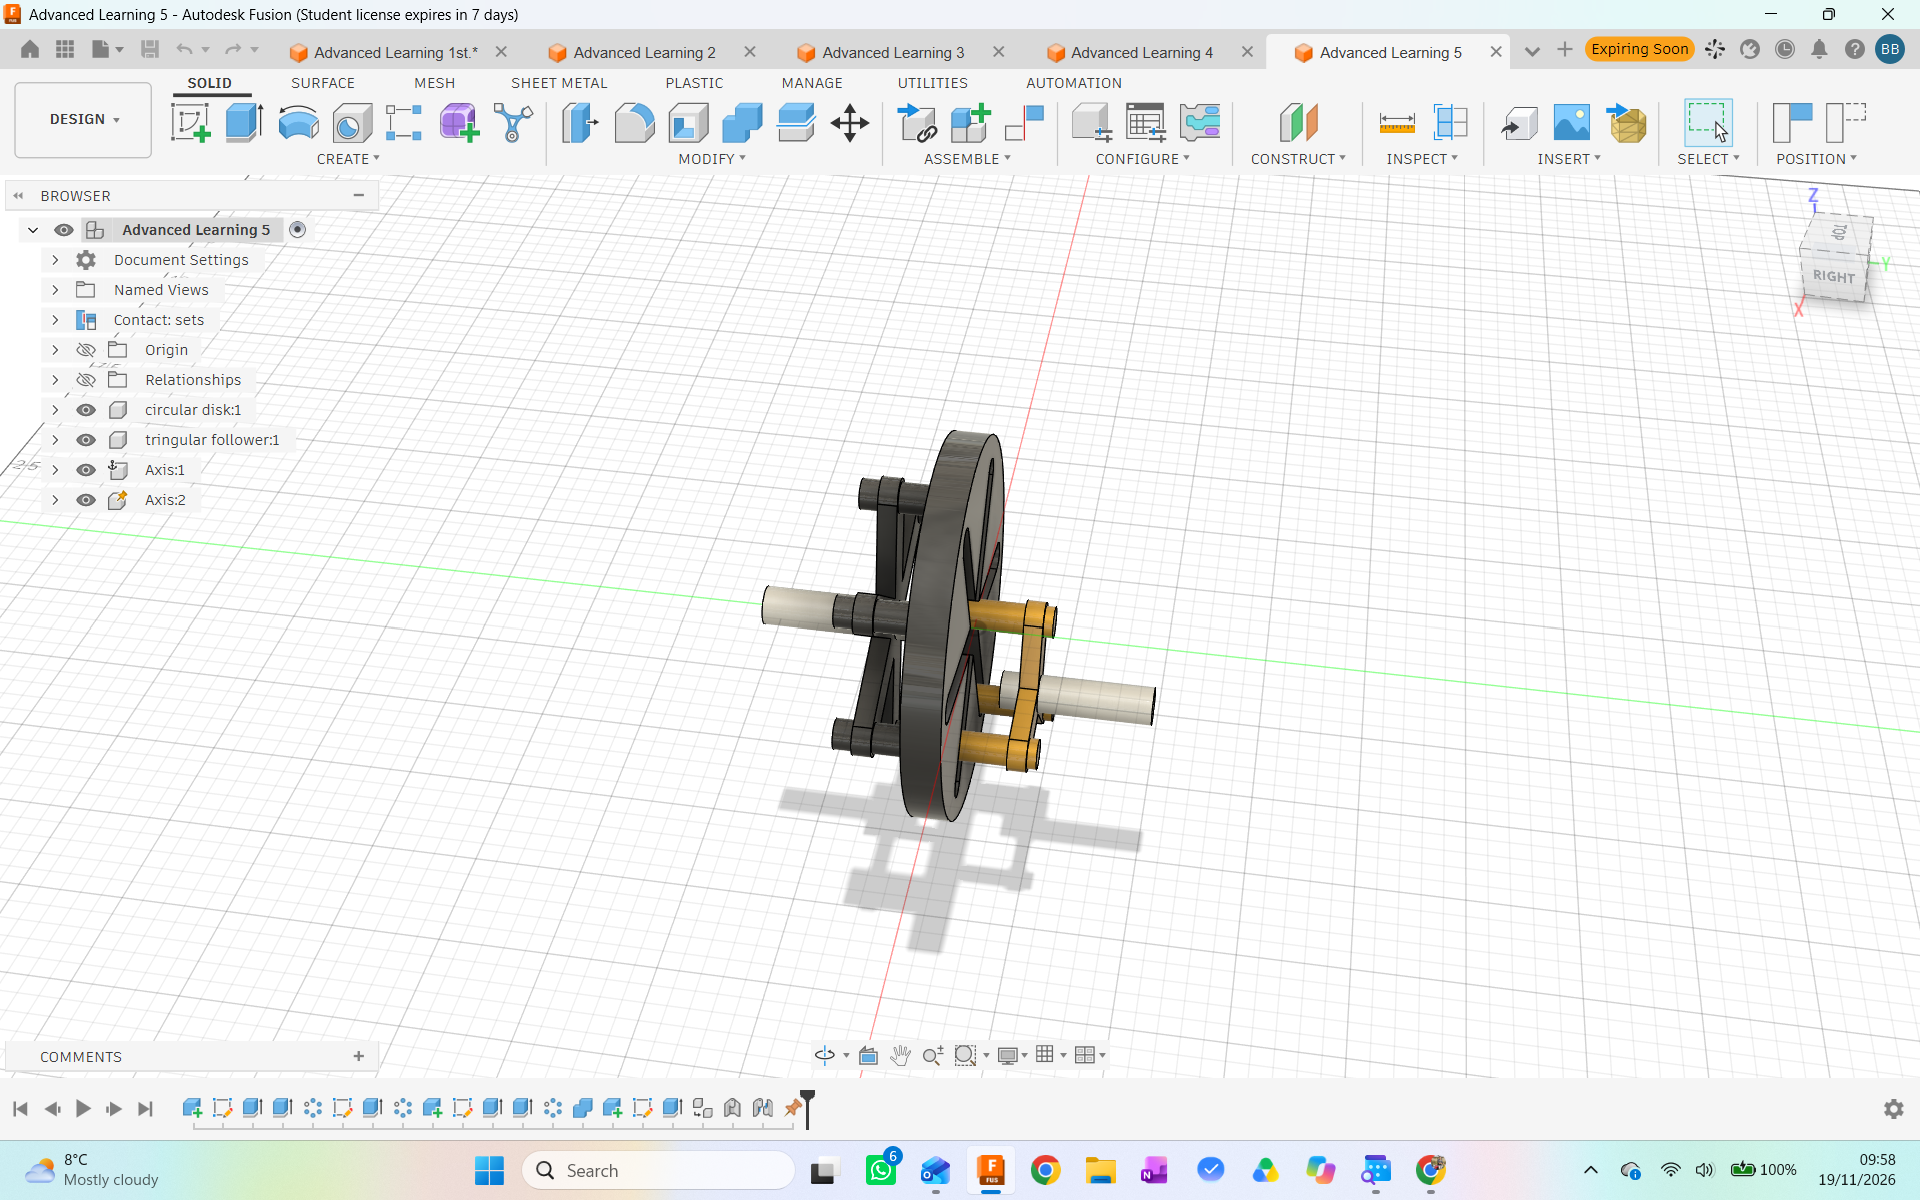 Advanced Learning 5 - Autodesk Fusion (Student license expires in 7 days)
Advanced Learning 1st.*
Advanced Learning 2
Advanced Learning 3
Advanced Learning 4
Advanced Learning 5
Expiring Soon
BB
SOLID
SURFACE
MESH
SHEET METAL
PLASTIC
MANAGE
UTILITIES
AUTOMATION
DESIGN
CREATE
MODIFY
ASSEMBLE
CONFIGURE
CONSTRUCT
INSPECT
INSERT
SELECT
POSITION
BROWSER
Advanced Learning 5
Document Settings
Named Views
Contact: sets
Origin
Relationships
circular disk:1
tringular follower:1
Axis:1
Axis:2
Z
TOP
RIGHT
Y
X
COMMENTS
8°C
Mostly cloudy
Search
6
F
FUS
100%
09:58
19/11/2026